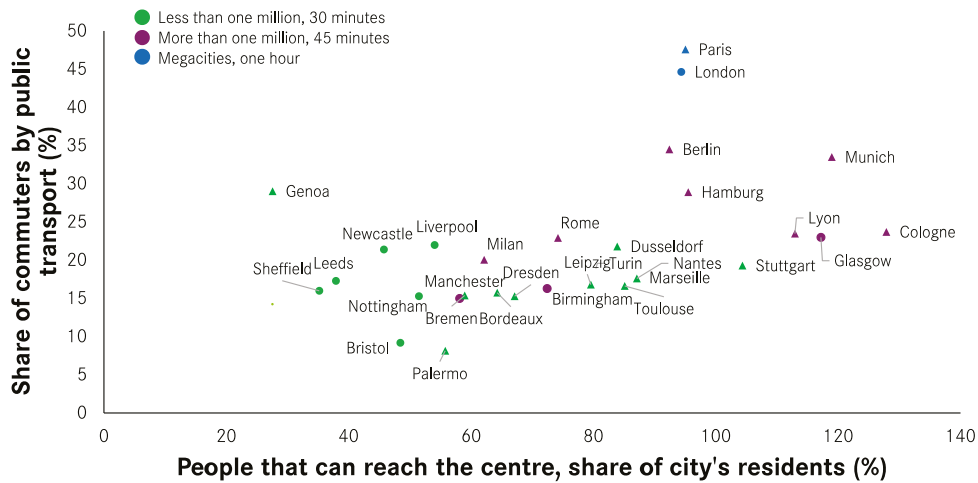 Less than one million, 30 minutes
More than one million, 45 minutes
Megacities, one hour
Share of commuters by public
transport (%)
50
45
40
35
30
25
20
15
10
5
0
Paris
London
Berlin
Munich
Hamburg
Genoa
Lyon
Rome
Cologne
Glasgow
Newcastle
Liverpool
Milan
Dusseldorf
Stuttgart
Sheffield
Leeds
Manchester
Dresden
Leipzig
Turin
Nantes
Marseille
Nottingham
Bremen
Bordeaux
Birmingham
Toulouse
Bristol
Palermo
0
20
40
60
80
100
120
140
People that can reach the centre, share of city's residents (%)